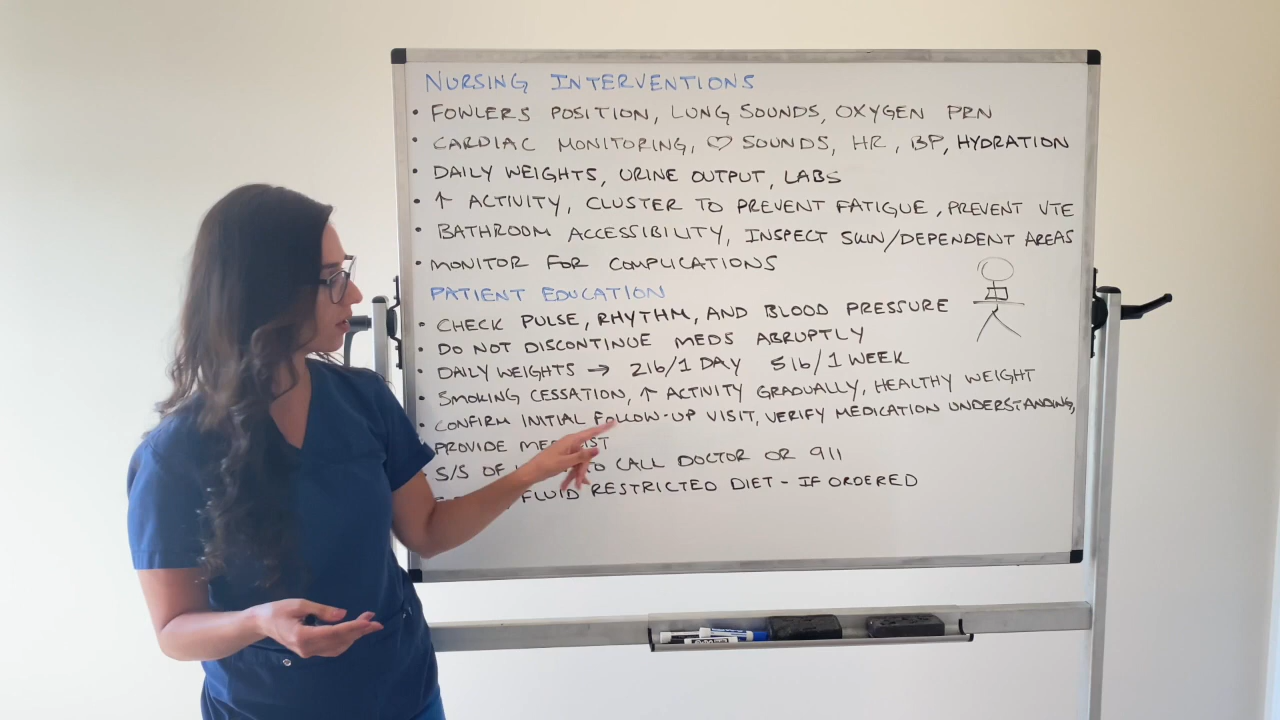 NURSING INTERVENTIONS
• FOWLERS POSITION, LUNG SOUNDS, OXYGEN PRN
• CARDIAC MONITORING, ♡ SOUNDS, HR, BP, HYDRATION
• DAILY WEIGHTS, URINE OUTPUT, LABS
• ↑ ACTIVITY, CLUSTER TO PREVENT FATIGUE, PREVENT VTE
• BATHROOM ACCESSIBILITY, INSPECT SKIN/DEPENDENT AREAS
• MONITOR FOR COMPLICATIONS
PATIENT EDUCATION
• CHECK PULSE, RHYTHM, AND BLOOD PRESSURE
• DO NOT DISCONTINUE MEDS ABRUPTLY
• DAILY WEIGHTS → 2lb/1 DAY 5lb/1 WEEK
• SMOKING CESSATION, ↑ ACTIVITY GRADUALLY, HEALTHY WEIGHT
• CONFIRM INITIAL FOLLOW-UP VISIT, VERIFY MEDICATION UNDERSTANDING,
PROVIDE
• S/S OF TO CALL DOCTOR OR 911
FLUID RESTRICTED DIET - IF ORDERED